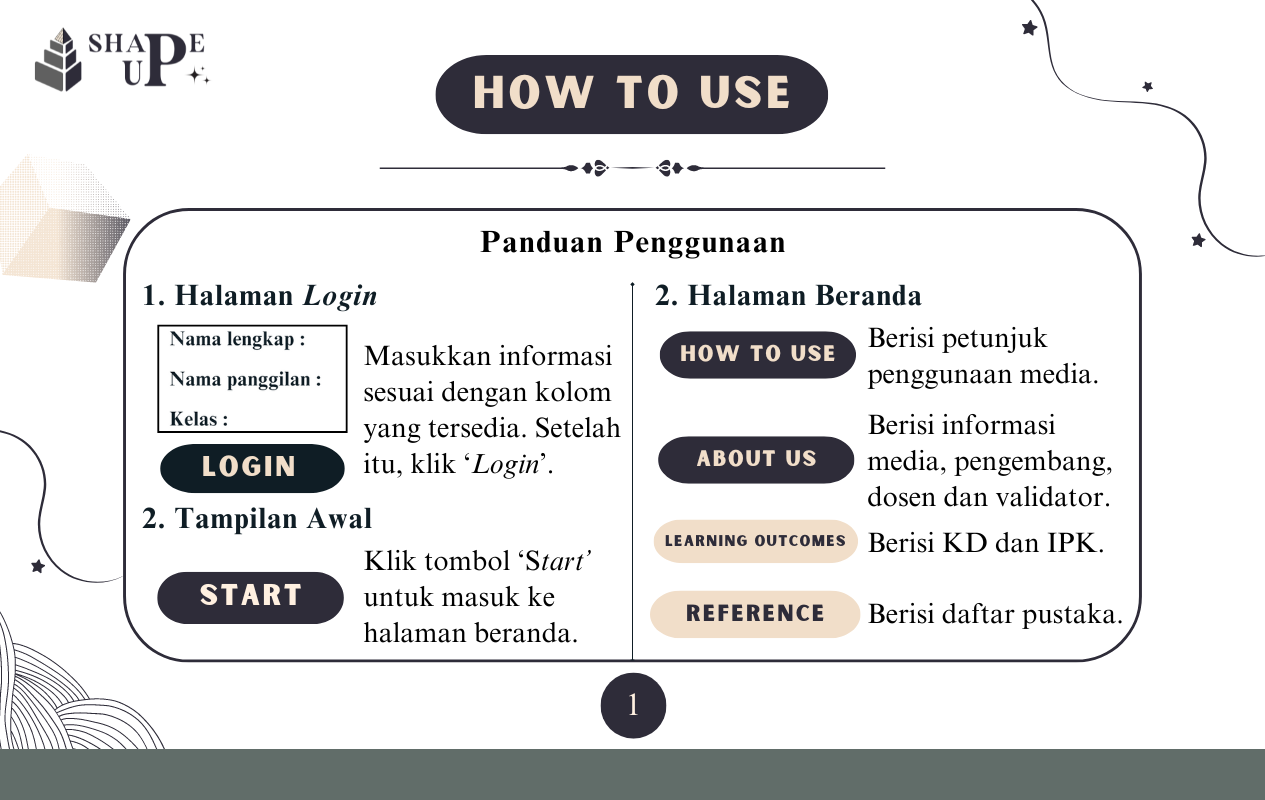 SHAPE
UP
HOW TO USE
Panduan Penggunaan
1. Halaman Login
Nama lengkap :
Nama panggilan :
Kelas :
LOGIN
Masukkan informasi
sesuai dengan kolom
yang tersedia. Setelah
itu, klik ‘Login’.
2. Tampilan Awal
START
Klik tombol ‘Start’
untuk masuk ke
halaman beranda.
2. Halaman Beranda
HOW TO USE
Berisi petunjuk
penggunaan media.
ABOUT US
Berisi informasi
media, pengembang,
dosen dan validator.
LEARNING OUTCOMES
Berisi KD dan IPK.
REFERENCE
Berisi daftar pustaka.
1